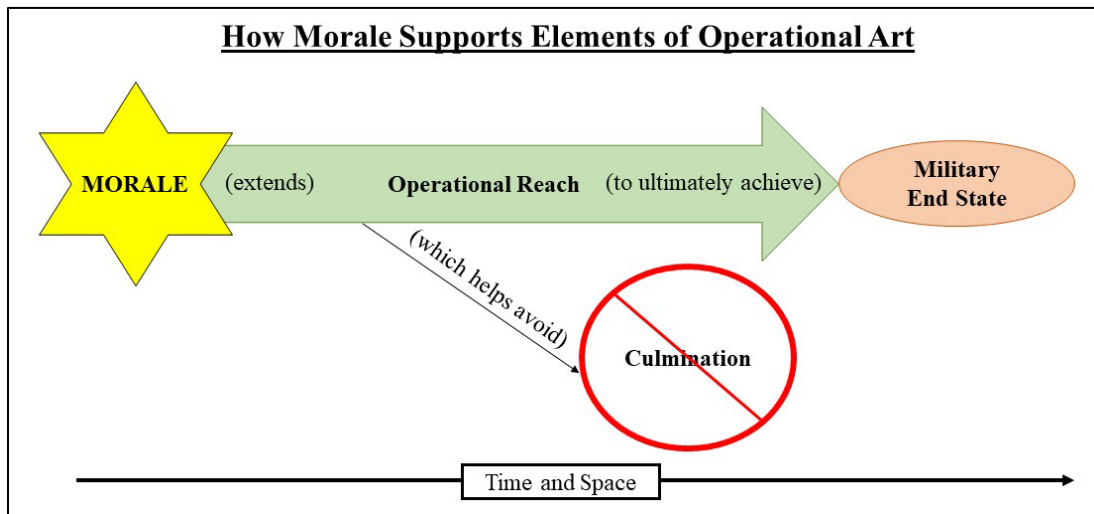 How Morale Supports Elements of Operational Art
MORALE
(extends)
Operational Reach
(to ultimately achieve)
Military
End State
(which helps avoid)
Culmination
Time and Space